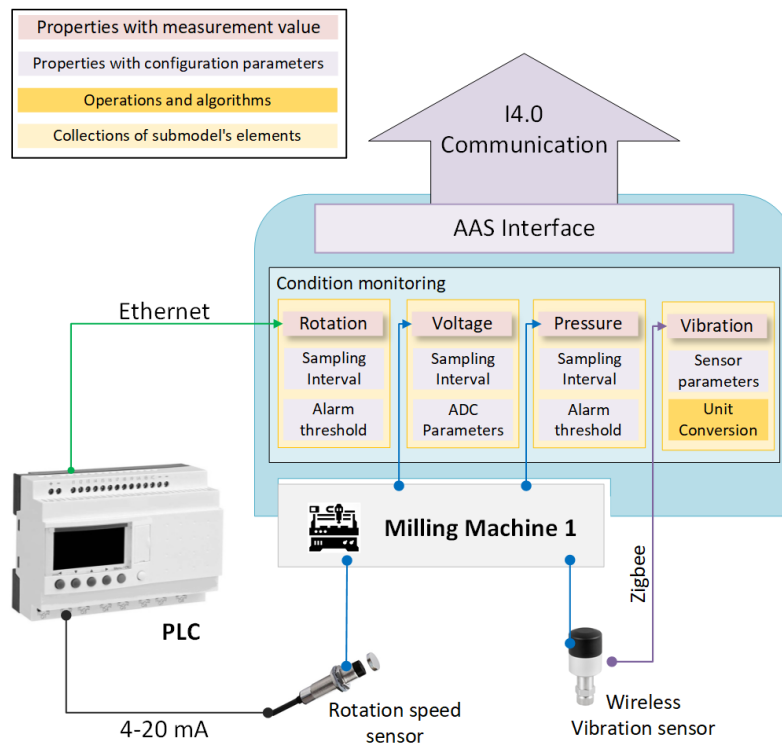 Properties with measurement value
Properties with configuration parameters
Operations and algorithms
Collections of submodel's elements
I4.0
Communication
AAS Interface
Condition monitoring
Ethernet
Rotation
Sampling
Interval
Alarm
threshold
Voltage
Sampling
Interval
ADC
Parameters
Pressure
Sampling
Interval
Alarm
threshold
Vibration
Sensor
parameters
Unit
Conversion
Milling Machine 1
Zigbee
PLC
4-20 mA
Rotation speed
sensor
Wireless
Vibration sensor